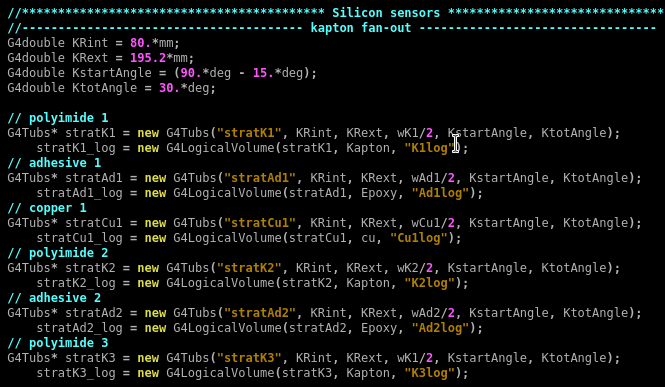 //***************************************** Silicon sensors *****************************
//-------------------------------------- kapton fan-out --------------------------------
G4double KRint = 80.*mm;
G4double KRext = 195.2*mm;
G4double KstartAngle = (90.*deg - 15.*deg);
G4double KtotAngle = 30.*deg;
// polyimide 1
G4Tubs* stratK1 = new G4Tubs("stratK1", KRint, KRext, wK1/2, KstartAngle, KtotAngle);
stratK1_log = new G4LogicalVolume(stratK1, Kapton, "K1log");
// adhesive 1
G4Tubs* stratAd1 = new G4Tubs("stratAd1", KRint, KRext, wAd1/2, KstartAngle, KtotAngle);
stratAd1_log = new G4LogicalVolume(stratAd1, Epoxy, "Ad1log");
// copper 1
G4Tubs* stratCu1 = new G4Tubs("stratCu1", KRint, KRext, wCu1/2, KstartAngle, KtotAngle);
stratCu1_log = new G4LogicalVolume(stratCu1, cu, "Cu1log");
// polyimide 2
G4Tubs* stratK2 = new G4Tubs("stratK2", KRint, KRext, wK2/2, KstartAngle, KtotAngle);
stratK2_log = new G4LogicalVolume(stratK2, Kapton, "K2log");
// adhesive 2
G4Tubs* stratAd2 = new G4Tubs("stratAd2", KRint, KRext, wAd2/2, KstartAngle, KtotAngle);
stratAd2_log = new G4LogicalVolume(stratAd2, Epoxy, "Ad2log");
// polyimide 3
G4Tubs* stratK3 = new G4Tubs("stratK3", KRint, KRext, wK1/2, KstartAngle, KtotAngle);
stratK3_log = new G4LogicalVolume(stratK3, Kapton, "K3log");